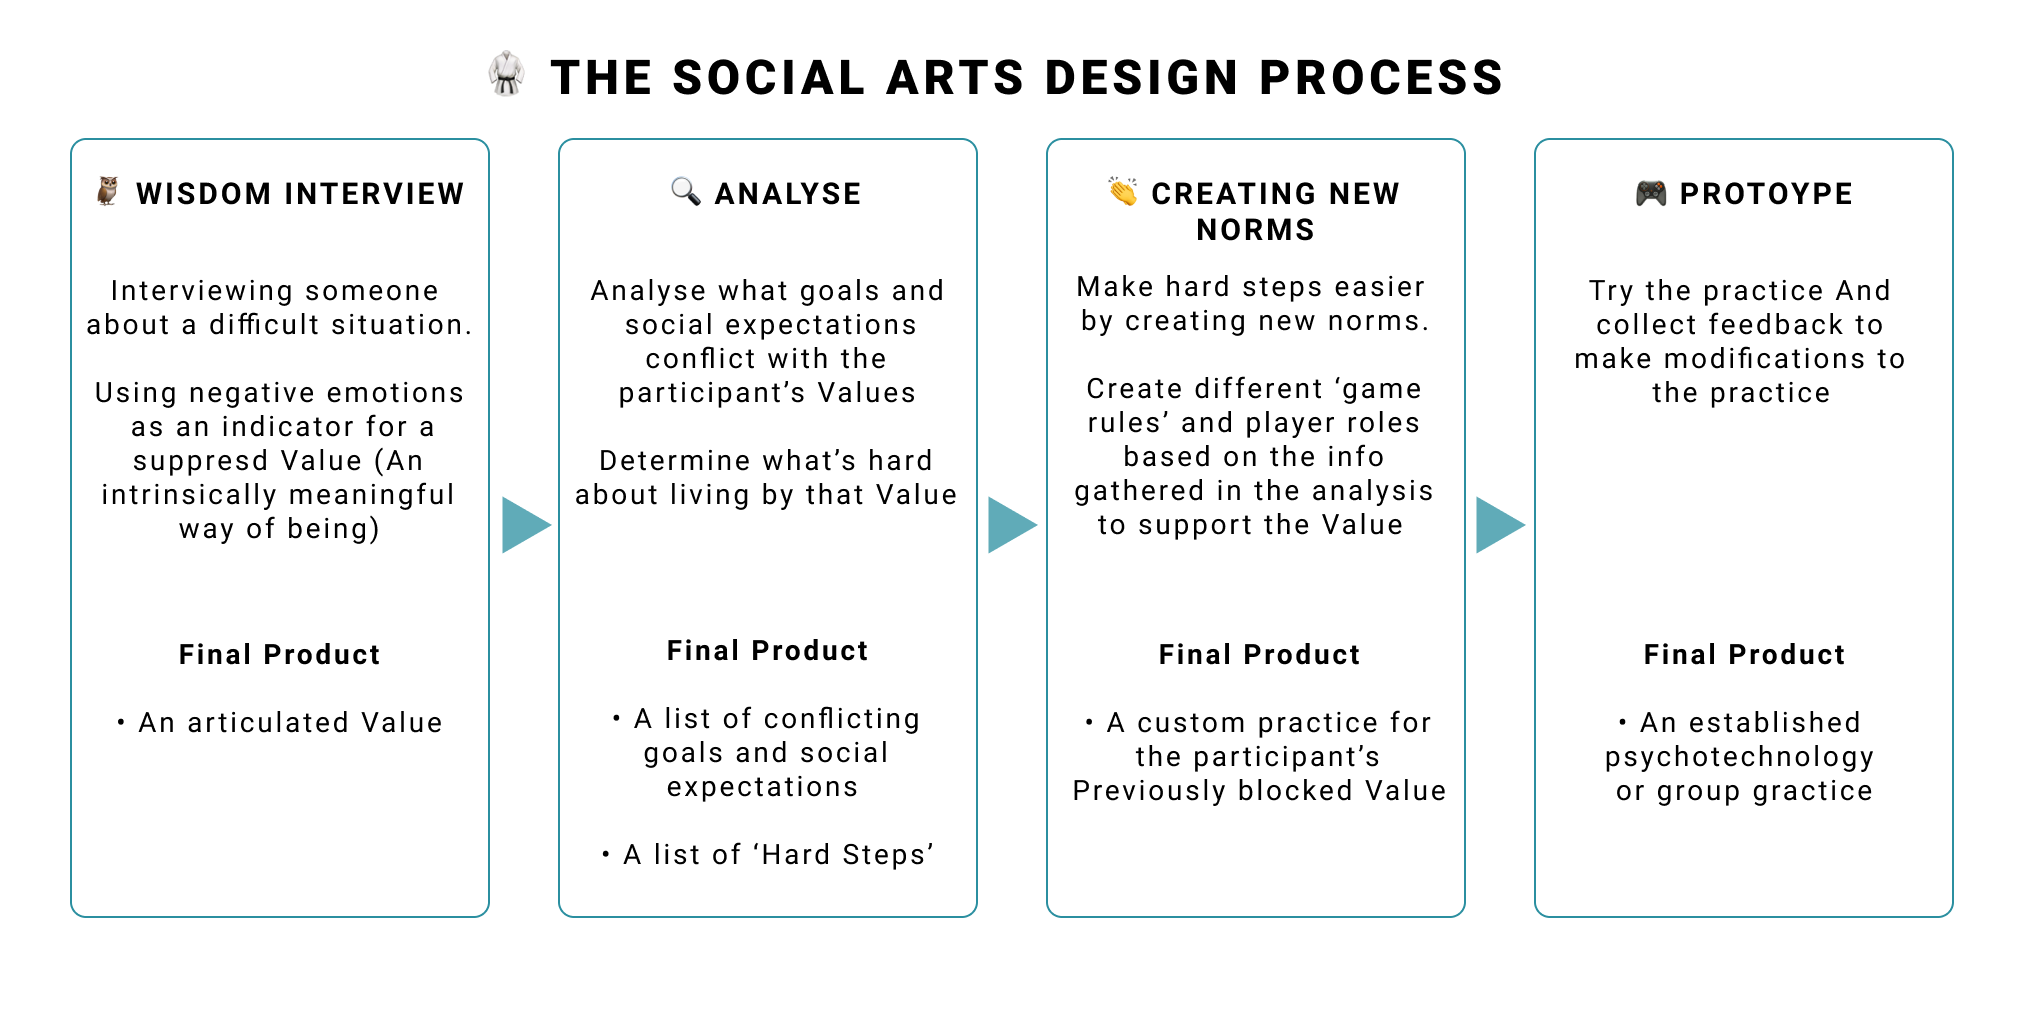 THE SOCIAL ARTS DESIGN PROCESS
WISDOM INTERVIEW
Interviewing someone
about a difficult situation.
Using negative emotions
as an indicator for a
suppresd Value (An
intrinsically meaningful
way of being)
Final Product
• An articulated Value
ANALYSE
Analyse what goals and
social expectations
conflict with the
participant’s Values
Determine what’s hard
about living by that Value
Final Product
• A list of conflicting
goals and social
expectations
• A list of ‘Hard Steps’
CREATING NEW
NORMS
Make hard steps easier
by creating new norms.
Create different ‘game
rules’ and player roles
based on the info
gathered in the analysis
to support the Value
Final Product
• A custom practice for
the participant’s
Previously blocked Value
PROTOYPE
Try the practice And
collect feedback to
make modifications to
the practice
Final Product
• An established
psychotechnology
or group gractice